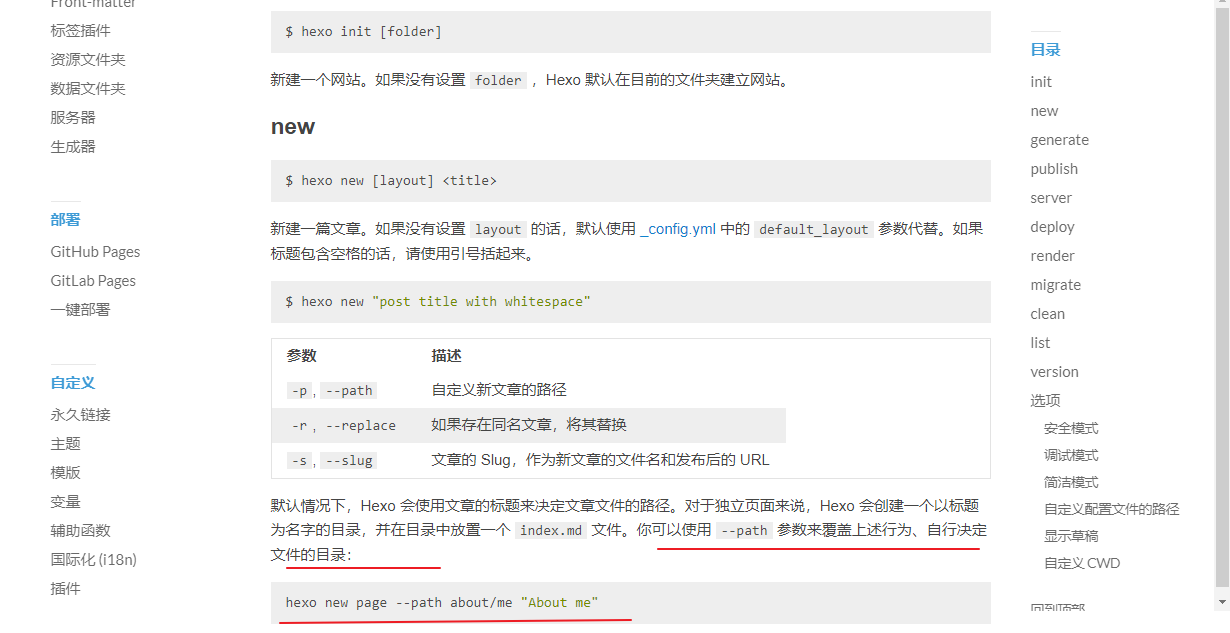 Front-matter
标签插件
资源文件夹
数据文件夹
服务器
生成器
部署
GitHub Pages
GitLab Pages
一键部署
自定义
永久链接
主题
模版
变量
辅助函数
国际化 (i18n)
插件
$ hexo init [folder]
新建一个网站。如果没有设置 folder ，Hexo 默认在目前的文件夹建立网站。
new
$ hexo new [layout] <title>
新建一篇文章。如果没有设置 layout 的话，默认使用 _config.yml 中的 default_layout 参数代替。如果
标题包含空格的话，请使用引号括起来。
$ hexo new "post title with whitespace"
参数 描述
-p , --path 自定义新文章的路径
-r , --replace 如果存在同名文章，将其替换
-s , --slug 文章的 Slug，作为新文章的文件名和发布后的 URL
默认情况下，Hexo 会使用文章的标题来决定文章文件的路径。对于独立页面来说，Hexo 会创建一个以标题
为名字的目录，并在目录中放置一个 index.md 文件。你可以使用 --path 参数来覆盖上述行为、自行决定
文件的目录：
hexo new page --path about/me "About me"
目录
init
new
generate
publish
server
deploy
render
migrate
clean
list
version
选项
安全模式
调试模式
简洁模式
自定义配置文件的路径
显示草稿
自定义 CWD
回到顶部